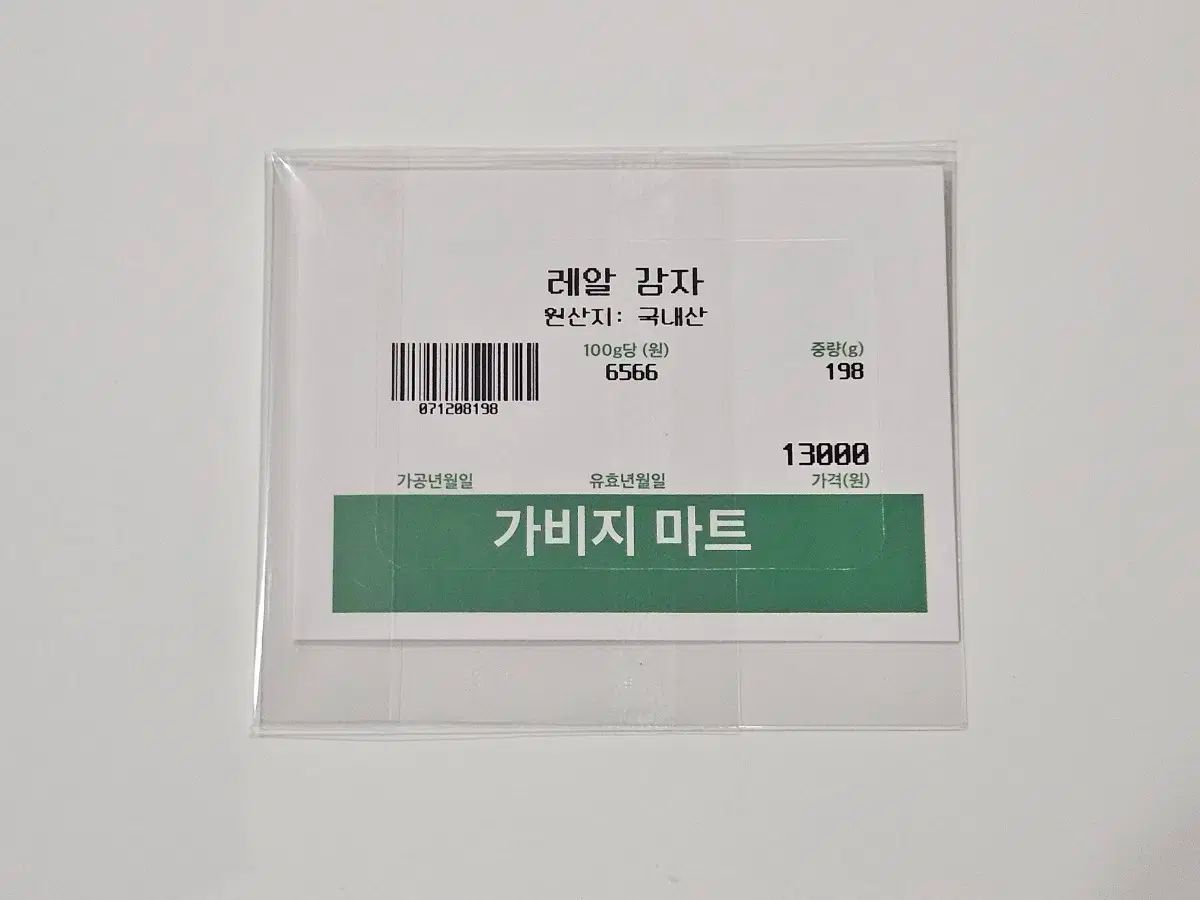 레알 감자
원산지: 국내산
100g당 (원)
중량(g)
6566
198
071208198
13000
가공년월일
유효년월일
가격(원)
가비지 마트